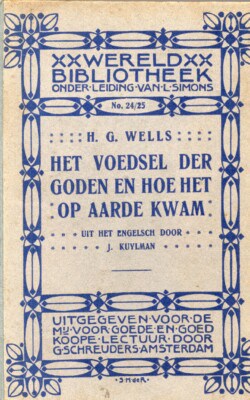 XXWERELDXX
BIBLIOTHEEK
ONDER·LEIDING·VAN·L·SIMONS
No. 24/25
H. G. WELLS
HET VOEDSEL DER
GODEN EN HOE HET
OP AARDE KWAM
UIT HET ENGELSCH DOOR
J. KUYLMAN
UITGEGEVEN·VOOR·DE
MIJ·VOOR·GOEDE·EN·GOED
KOOPE·LECTUUR·DOOR
G·SCHREUDERS·AMSTERDAM